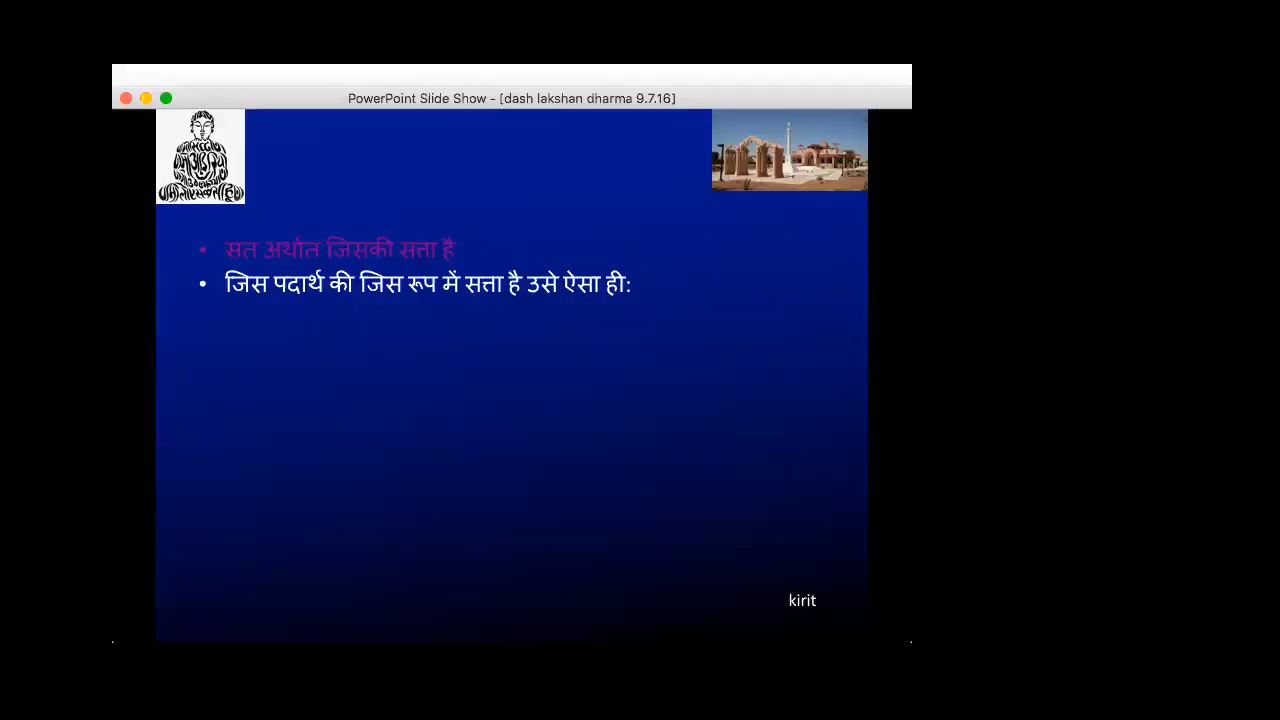 PowerPoint Slide Show - [dash lakshan dharma 9.7.16]
• सत अर्थात जिसकी सत्ता है
• जिस पदार्थ की जिस रूप में सत्ता है उसे ऐसा ही:
kirit